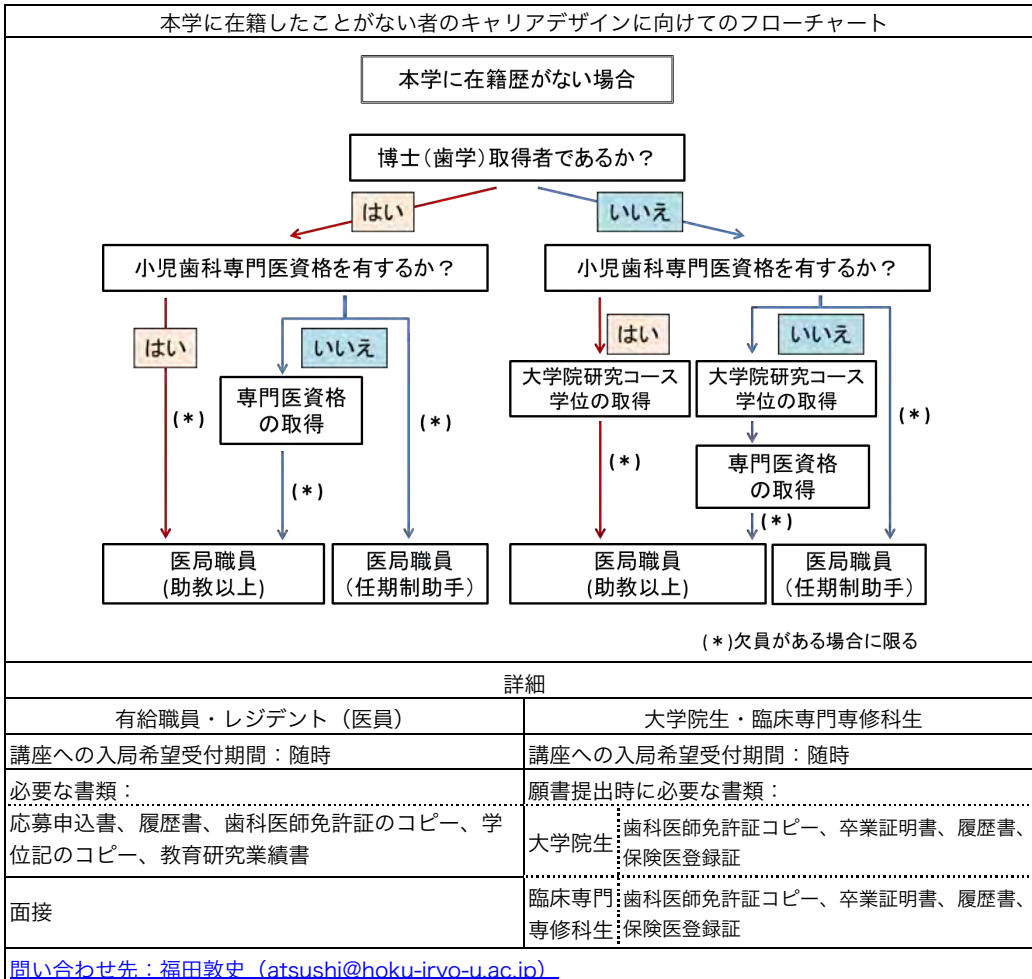 本学に在籍したことがない者のキャリアデザインに向けてのフローチャート
本学に在籍歴がない場合
博士(歯学)取得者であるか？
はい
いいえ
小児歯科専門医資格を有するか？
小児歯科専門医資格を有するか？
はい
いいえ
はい
いいえ
専門医資格
の取得
大学院研究コース
学位の取得
大学院研究コース
学位の取得
(＊)
(＊)
(＊)
(＊)
(＊)
専門医資格
の取得
(＊)
(＊)
医局職員
(助教以上)
医局職員
（任期制助手）
医局職員
(助教以上)
医局職員
（任期制助手）
(＊)欠員がある場合に限る
詳細
有給職員・レジデント（医員）
大学院生・臨床専門専修科生
講座への入局希望受付期間：随時
講座への入局希望受付期間：随時
必要な書類：
願書提出時に必要な書類：
応募申込書、履歴書、歯科医師免許証のコピー、学
位記のコピー、教育研究業績書
大学院生
歯科医師免許証コピー、卒業証明書、履歴書、
保険医登録証
面接
臨床専門
専修科生
歯科医師免許証コピー、卒業証明書、履歴書、
保険医登録証
問い合わせ先：福田敦史（atsushi@hoku-iryo-u.ac.jp）